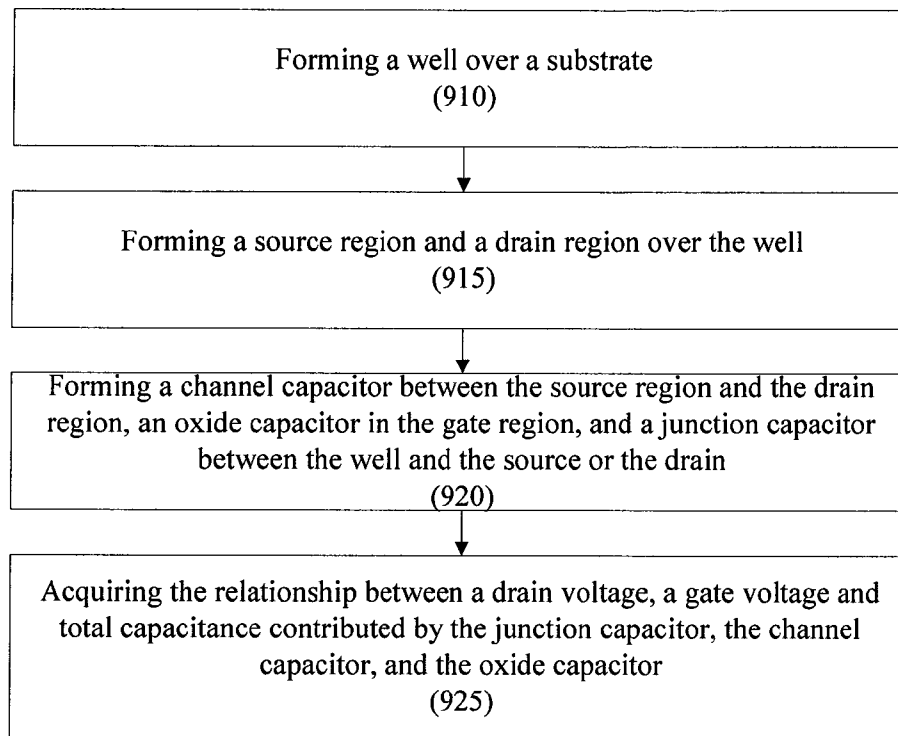 Forming a well over a substrate
(910)
Forming a source region and a drain region over the well
(915)
Forming a channel capacitor between the source region and the drain
region, an oxide capacitor in the gate region, and a junction capacitor
between the well and the source or the drain
(920)
Acquiring the relationship between a drain voltage, a gate voltage and
total capacitance contributed by the junction capacitor, the channel
capacitor, and the oxide capacitor
(925)